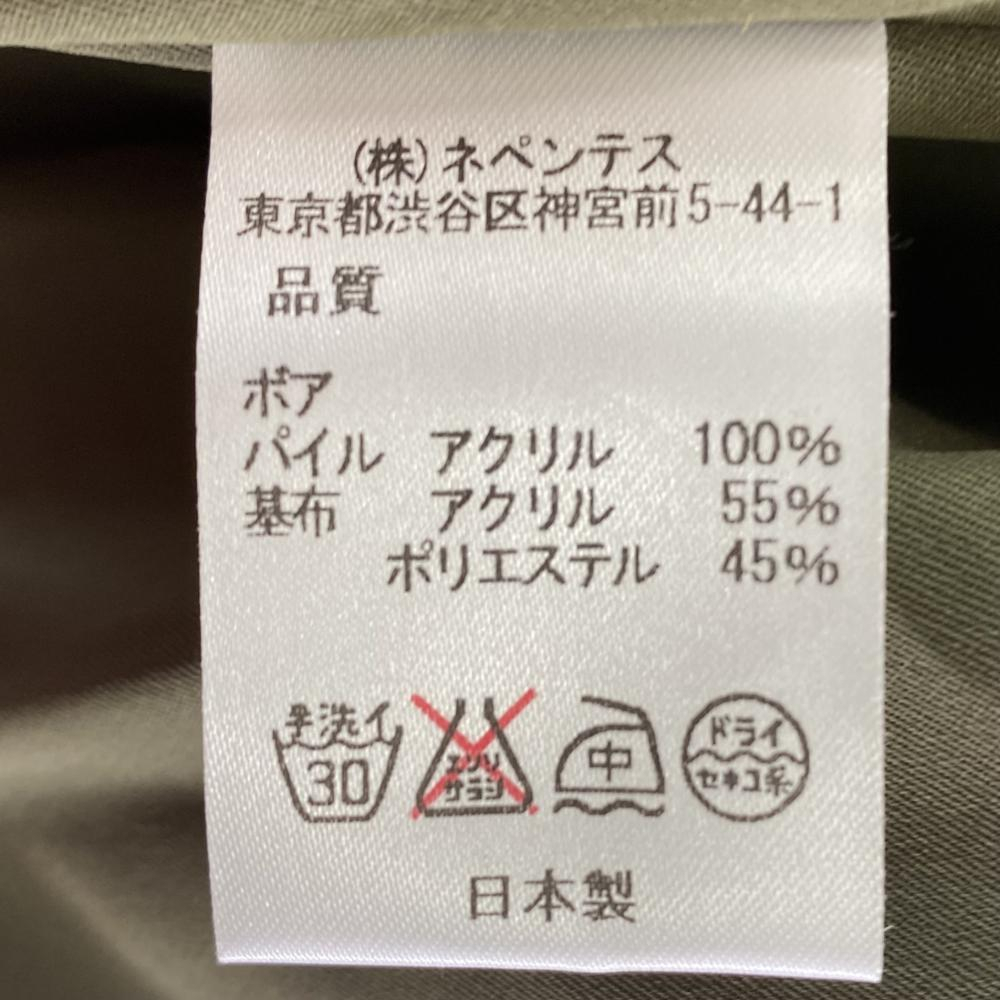 (株)ネペンテス
東京都渋谷区神宮前5-44-1
品質
ボア
パイル アクリル 100%
基布 アクリル 55%
ポリエステル 45%
手洗イ
30
エンソ
サラシ
中
ドライ
セキユ系
日本製